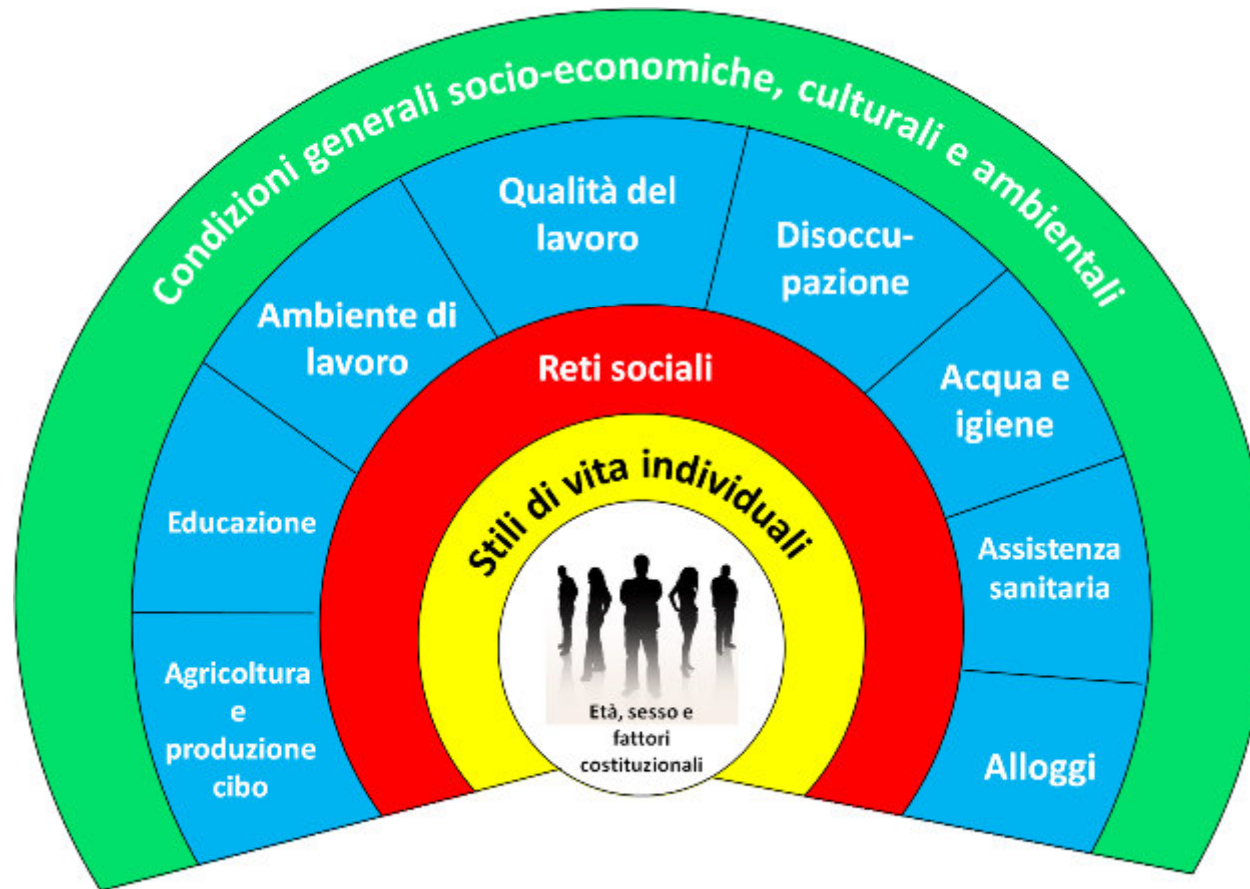 Condizioni generali socio-economiche, culturali e ambientali
Qualità del
lavoro
Disoccu-
pazione
Ambiente di
lavoro
Reti sociali
Acqua e
igiene
Stili di vita individuali
Educazione
Assistenza
sanitaria
Agricoltura
e
produzione
cibo
Età, sesso e
fattori
costituzionali
Alloggi